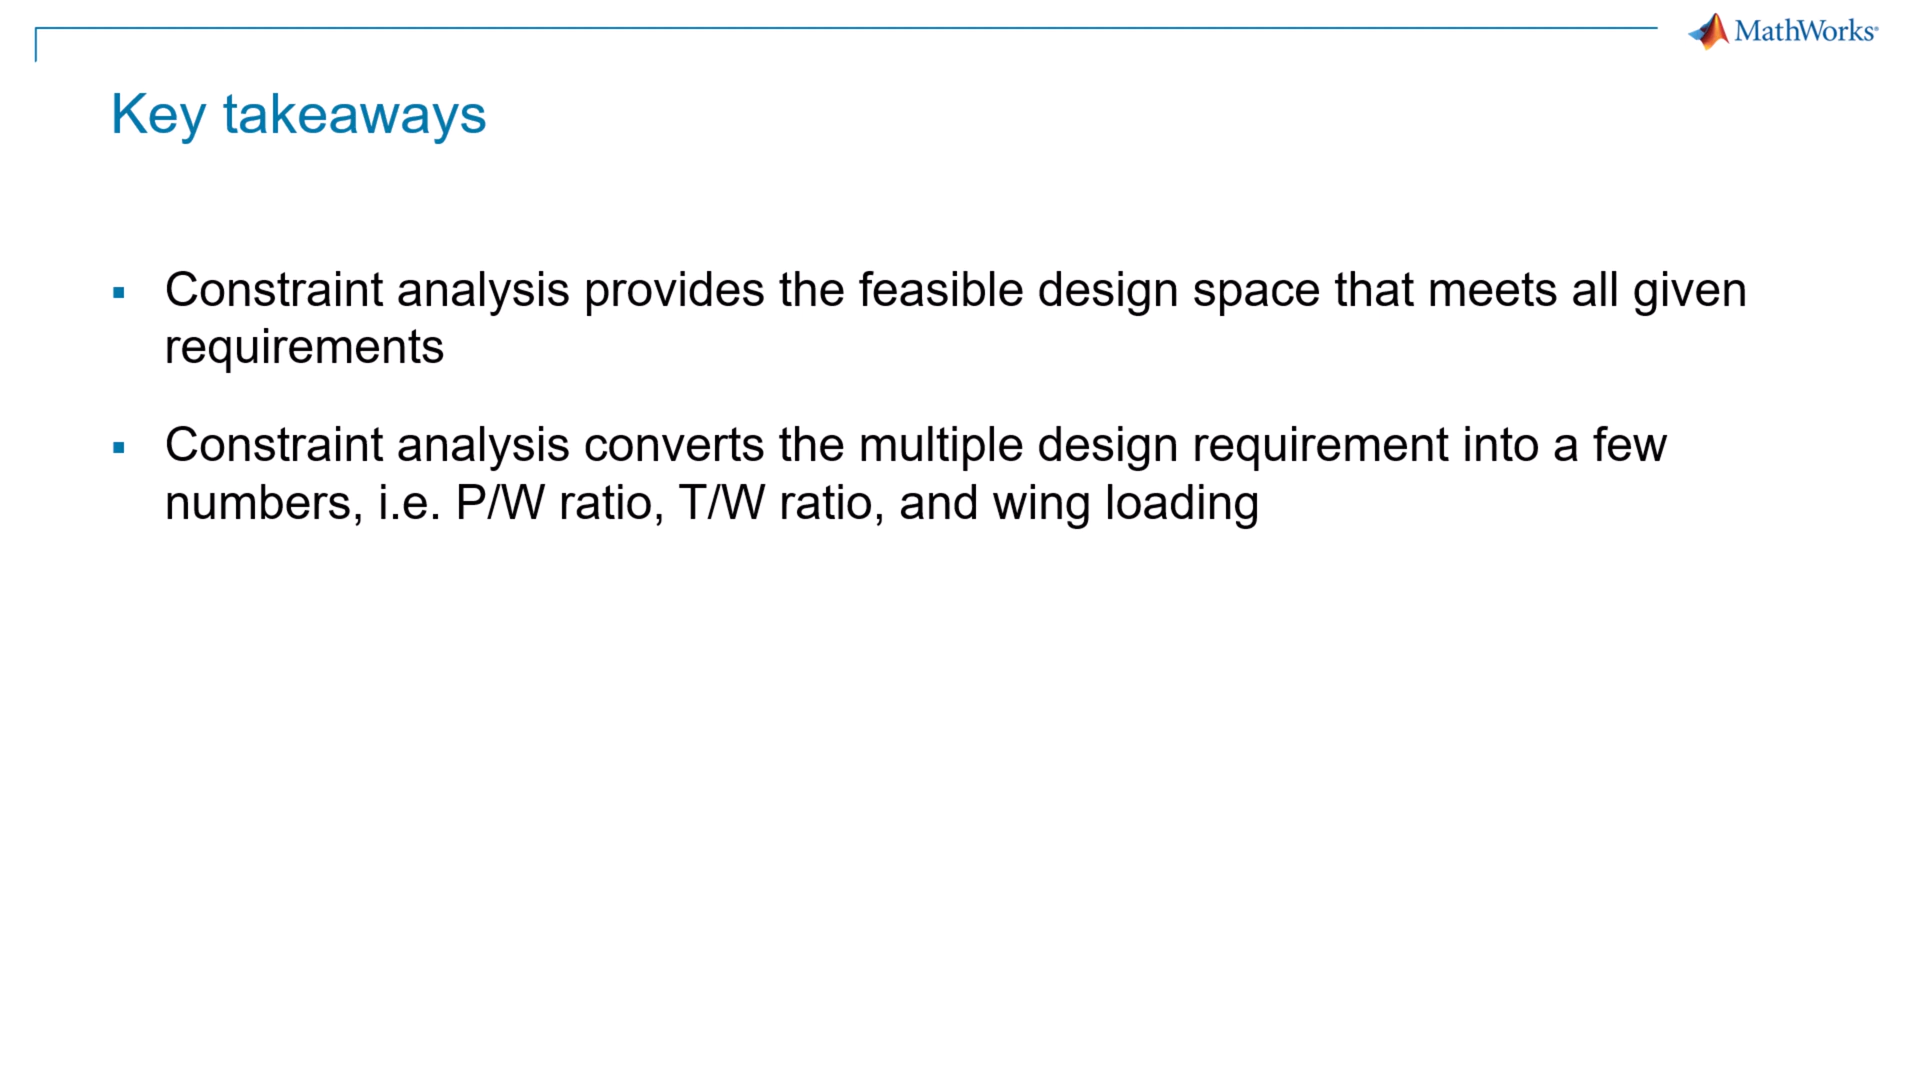 MathWorks®
Key takeaways
▪ Constraint analysis provides the feasible design space that meets all given
requirements
▪ Constraint analysis converts the multiple design requirement into a few
numbers, i.e. P/W ratio, T/W ratio, and wing loading